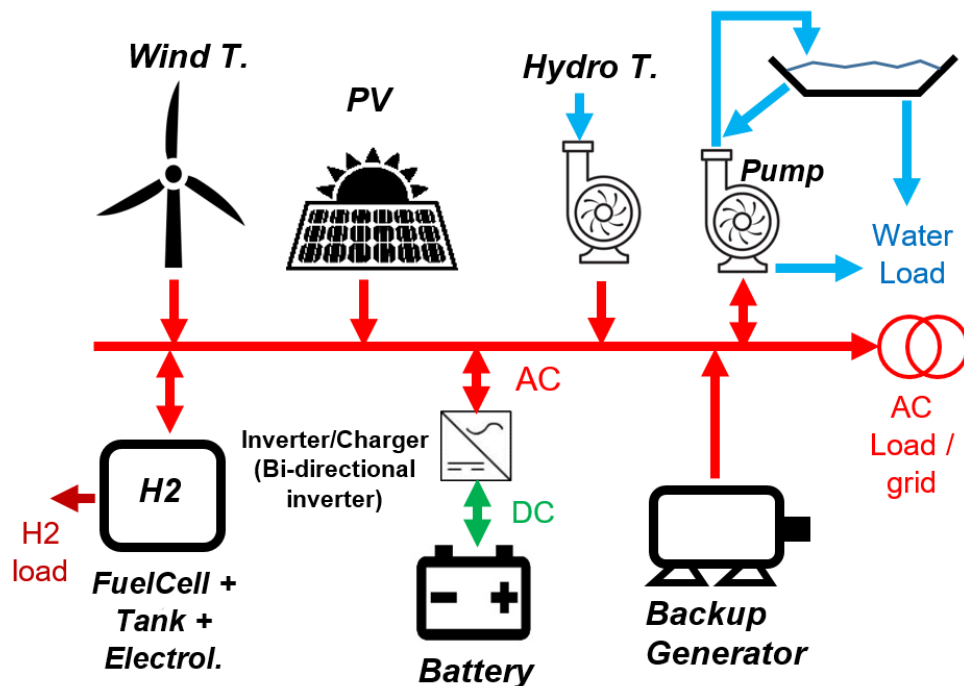 Wind T.
PV
Hydro T.
Pump
Water
Load
AC
Inverter/Charger
(Bi-directional
inverter)
AC
Load /
grid
H2
H2
load
DC
FuelCell +
Tank +
Electrol.
Battery
Backup
Generator